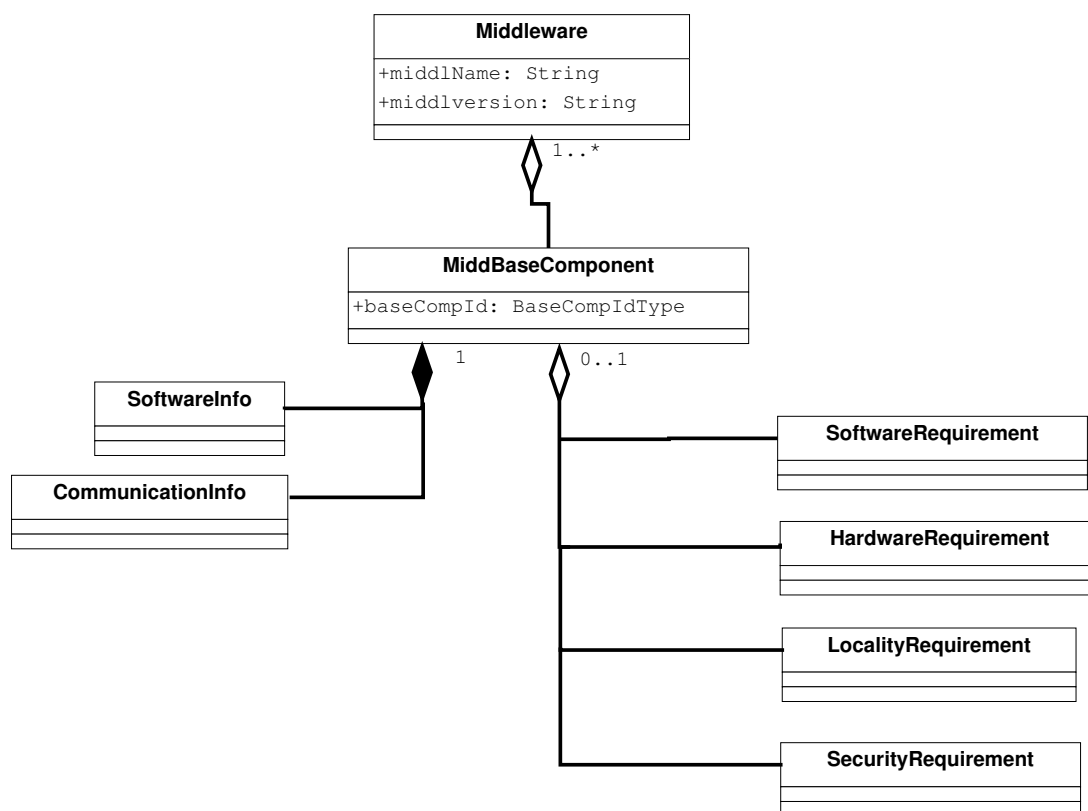 Middleware
+middlName: String
+middlversion: String
1..*
MiddBaseComponent
+baseCompId: BaseCompIdType
1
0..1
SoftwareInfo
SoftwareRequirement
CommunicationInfo
HardwareRequirement
LocalityRequirement
SecurityRequirement